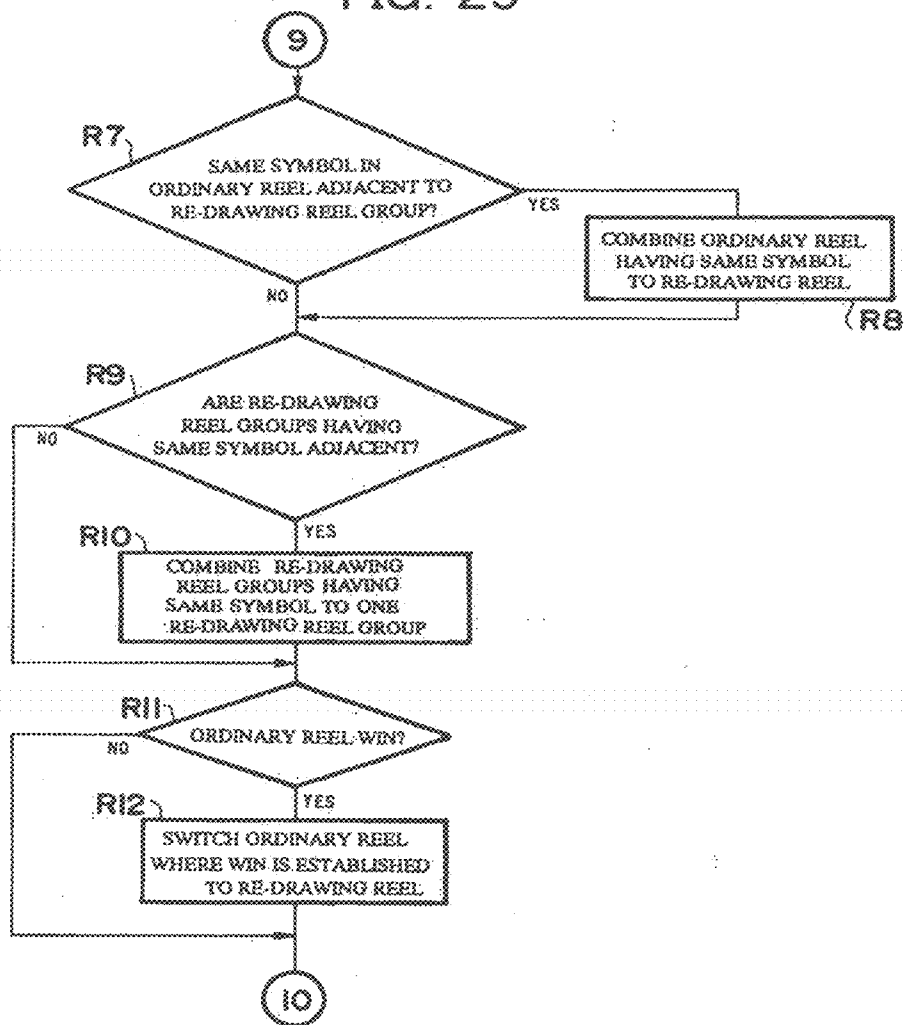 FIG. 25
9
R7
SAME SYMBOL IN
ORDINARY REEL ADJACENT TO
RE-DRAWING REEL GROUP?
YES
COMBINE ORDINARY REEL
HAVING SAME SYMBOL
TO RE-DRAWING REEL
R8
NO
R9
ARE RE-DRAWING
REEL GROUPS HAVING
SAME SYMBOL ADJACENT?
NO
YES
R10
COMBINE RE-DRAWING
REEL GROUPS HAVING
SAME SYMBOL TO ONE
RE-DRAWING REEL GROUP
R11
ORDINARY REEL WIN?
NO
YES
R12
SWITCH ORDINARY REEL
WHERE WIN IS ESTABLISHED
TO RE-DRAWING REEL
10